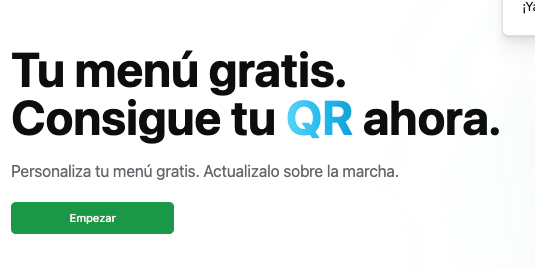 ¡Ya
Tu menú gratis.
Consigue tu QR ahora.
Personaliza tu menú gratis. Actualizalo sobre la marcha.
Empezar